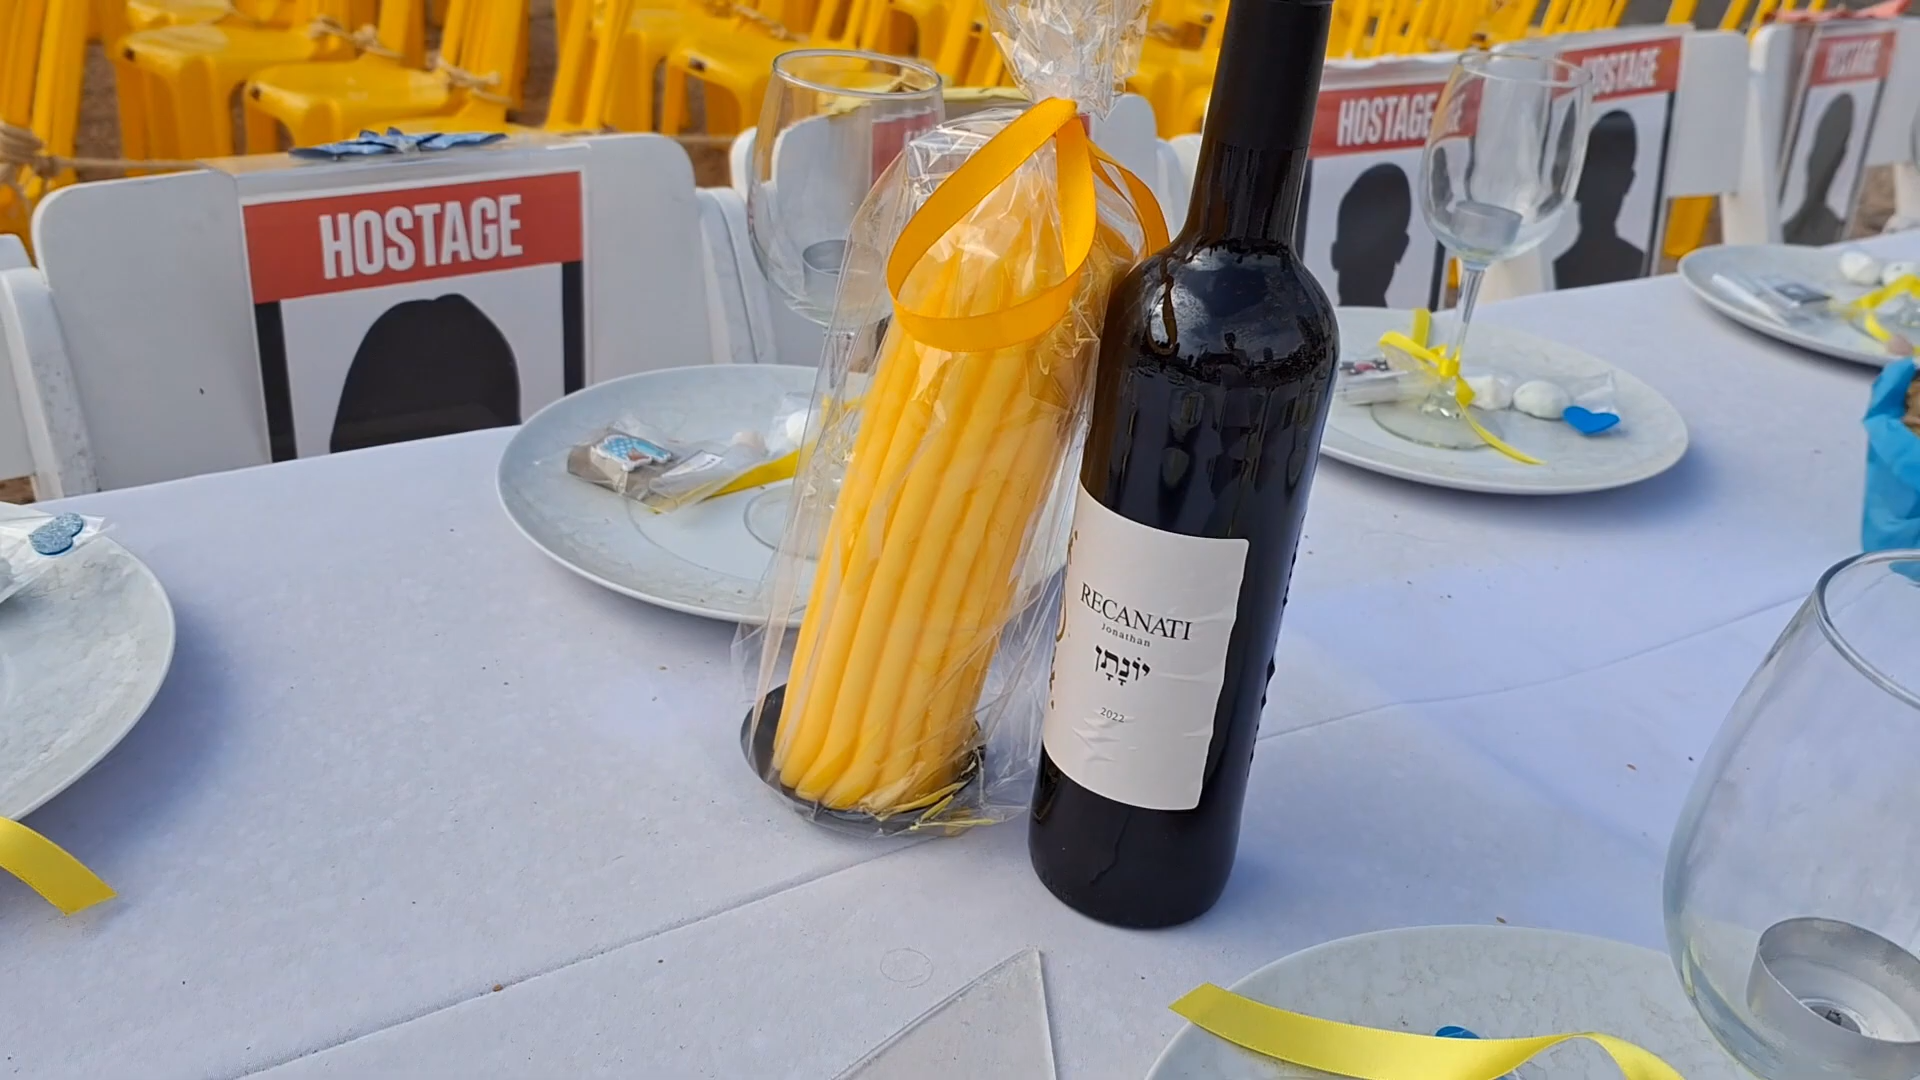 HOSTAGE
HOSTAGE
HOSTAGE
HOSTAGE
RECANATI
Jonathan
יוֹנָתָן
2022